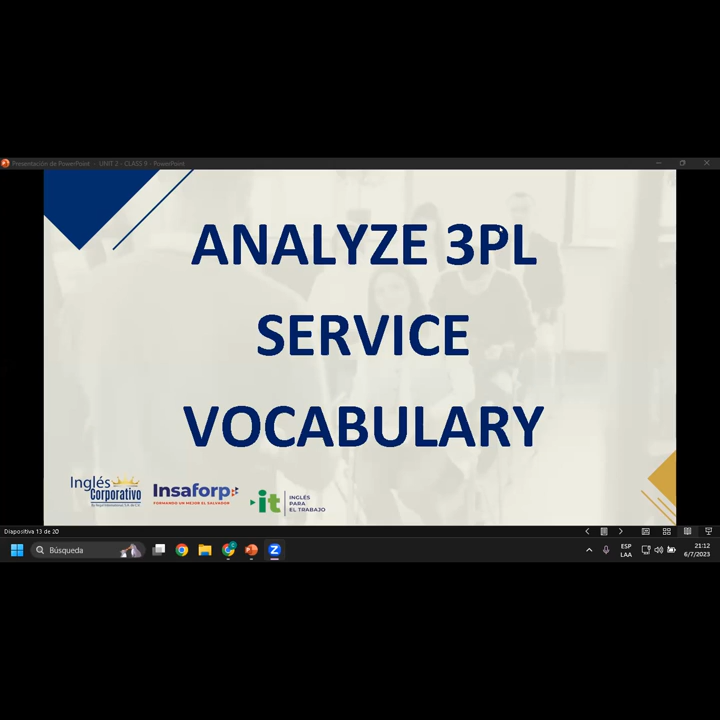 Presentación de PowerPoint - UNIT 2 - CLASS 9 - PowerPoint
ANALYZE 3PL
SERVICE
VOCABULARY
Inglés
Corporativo
Insaforp
FORMANDO UN MEJOR EL SALVADOR
it
INGLÉS
PARA
EL TRABAJO
Diapositiva 13 de 20
Búsqueda
ESP
LAA
21:12
6/7/2023